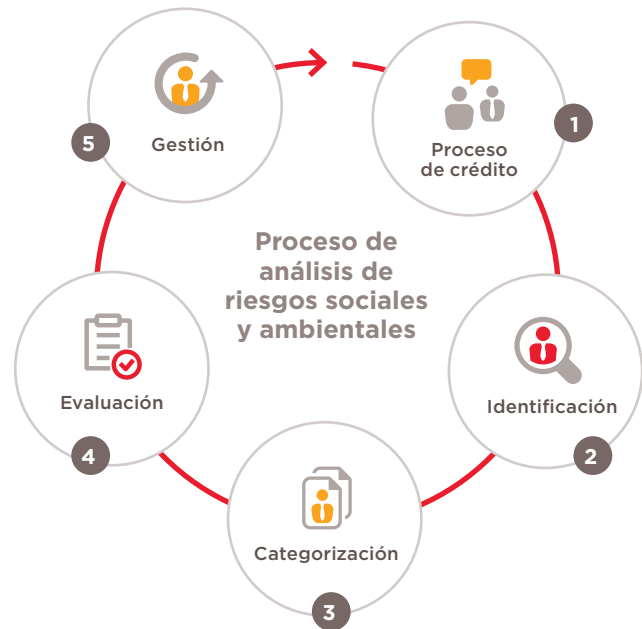 Proceso de
análisis de
riesgos sociales
y ambientales
1
Proceso
de crédito
2
Identificación
3
Categorización
4
Evaluación
5
Gestión